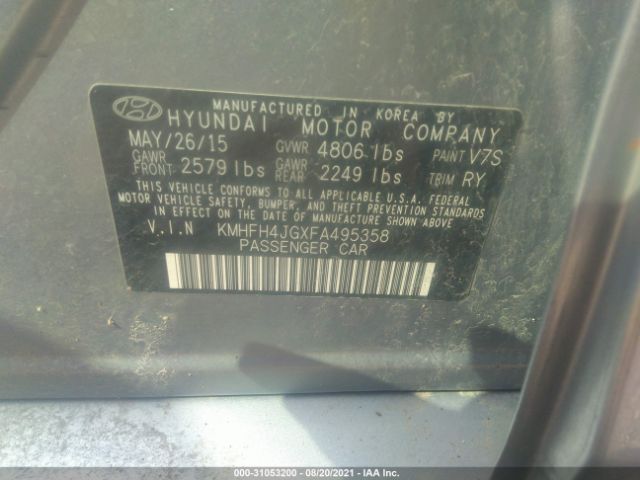 MANUFACTURED IN KOREA BY
HYUNDAI MOTOR COMPANY
MAY/26/15 GVWR 4806 lbs PAINT V7S
GAWR FRONT 2579 lbs GAWR REAR 2249 lbs TRIM RY
THIS VEHICLE CONFORMS TO ALL APPLICABLE U.S.A. FEDERAL
MOTOR VEHICLE SAFETY, BUMPER, AND THEFT PREVENTION STANDARDS
IN EFFECT ON THE DATE OF MANUFACTURE SHOWN ABOVE
V.I.N KMHFH4JGXFA495358
PASSENGER CAR
000-31053200 - 08/20/2021 - IAA Inc.